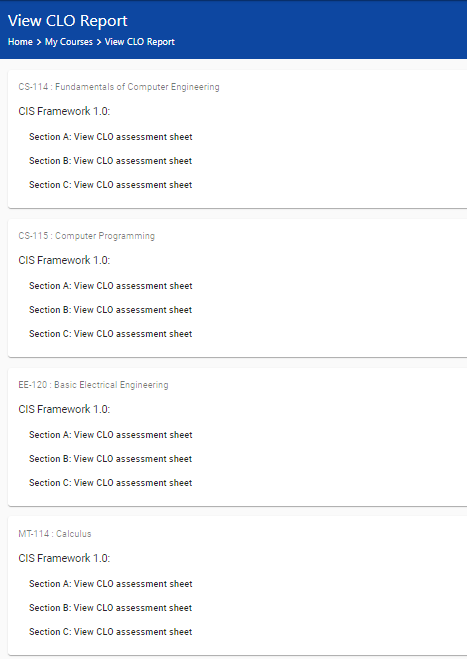 View CLO Report
Home > My Courses > View CLO Report
CS-114 : Fundamentals of Computer Engineering
CIS Framework 1.0:
Section A: View CLO assessment sheet
Section B: View CLO assessment sheet
Section C: View CLO assessment sheet
CS-115 : Computer Programming
CIS Framework 1.0:
Section A: View CLO assessment sheet
Section B: View CLO assessment sheet
Section C: View CLO assessment sheet
EE-120 : Basic Electrical Engineering
CIS Framework 1.0:
Section A: View CLO assessment sheet
Section B: View CLO assessment sheet
Section C: View CLO assessment sheet
MT-114 : Calculus
CIS Framework 1.0:
Section A: View CLO assessment sheet
Section B: View CLO assessment sheet
Section C: View CLO assessment sheet